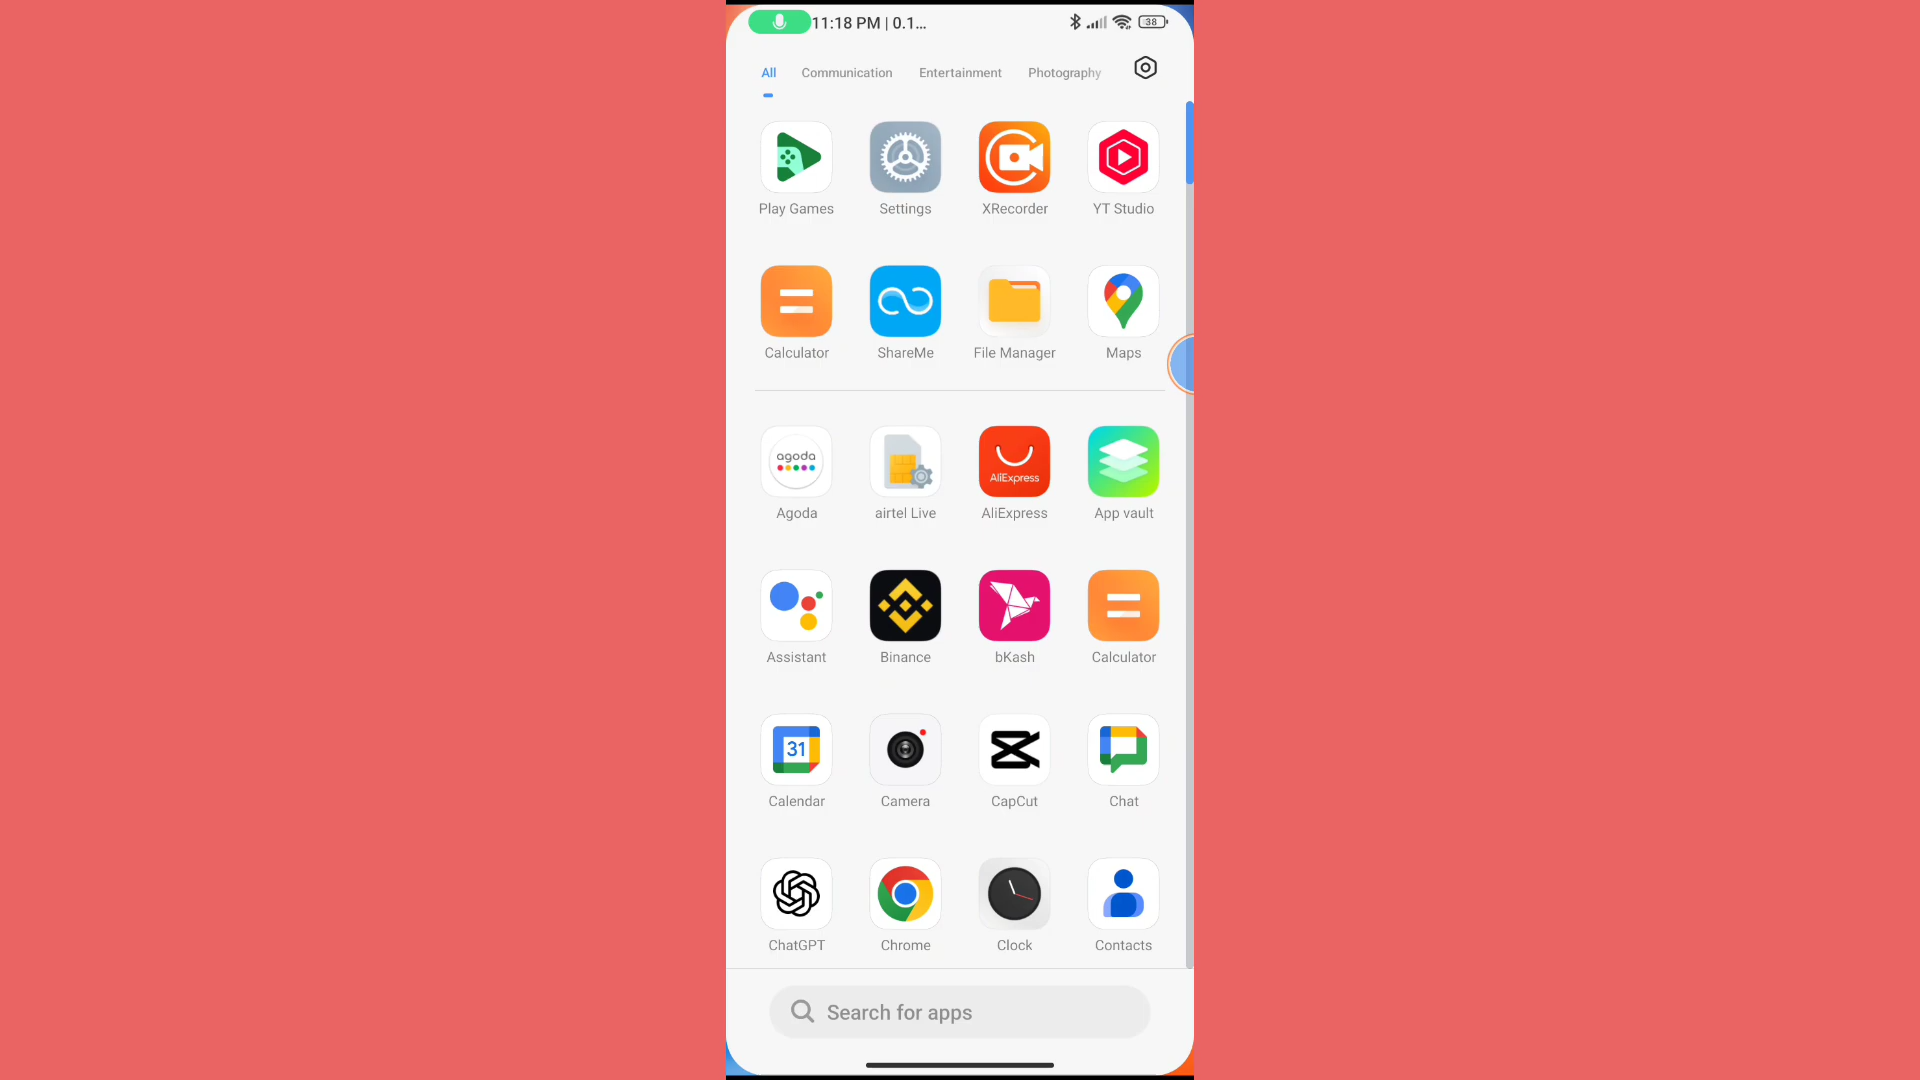 11:18 PM | 0.1...
38
All Communication Entertainment Photography
Play Games Settings XRecorder YT Studio
Calculator ShareMe File Manager Maps
agoda
AliExpress
Agoda airtel Live AliExpress App vault
Assistant Binance bKash Calculator
31
Calendar Camera CapCut Chat
ChatGPT Chrome Clock Contacts
Search for apps